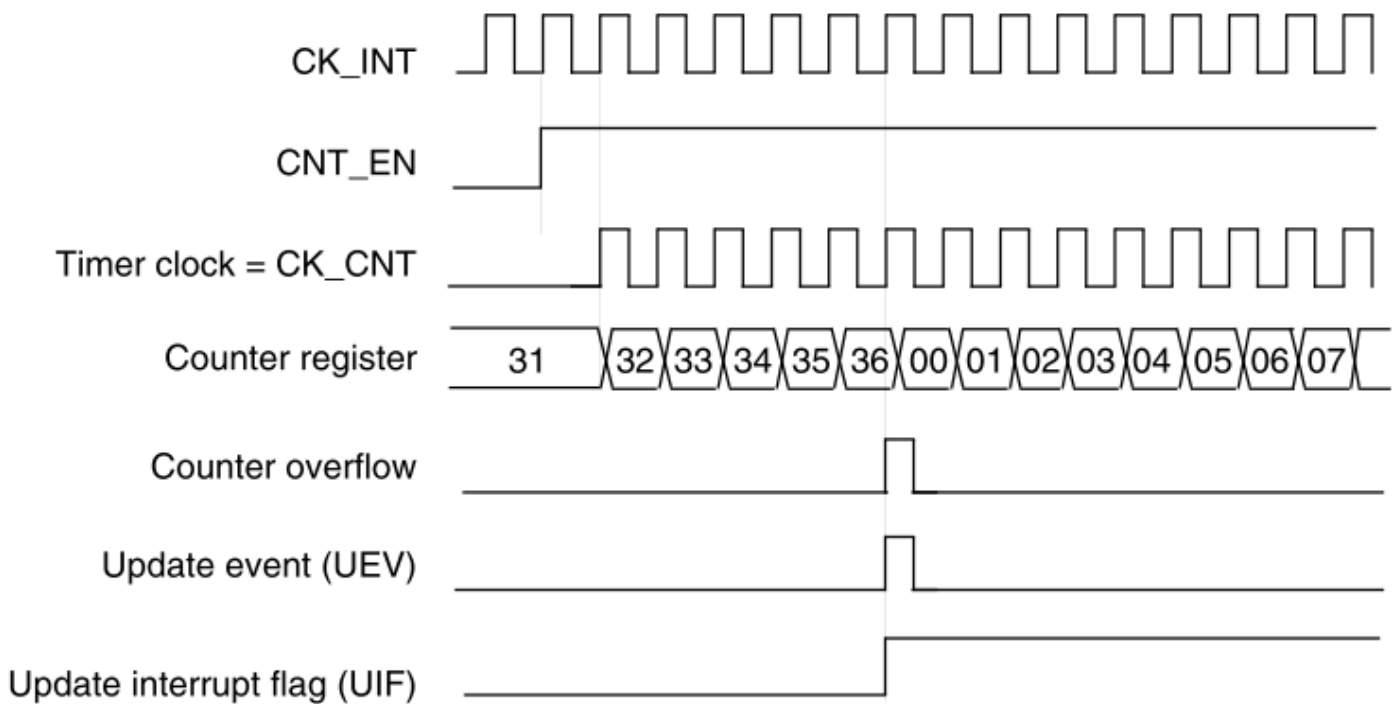 CK_INT
CNT_EN
Timer clock = CK_CNT
Counter register 31 32 33 34 35 36 00 01 02 03 04 05 06 07
Counter overflow
Update event (UEV)
Update interrupt flag (UIF)